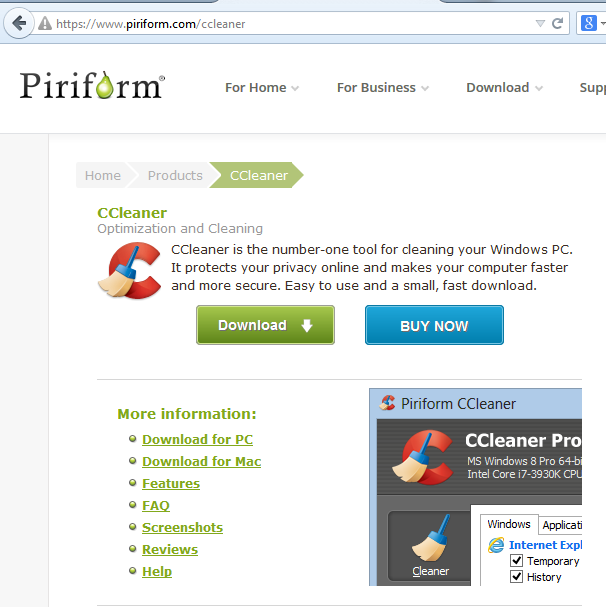 https://www.piriform.com/ccleaner
Piriform®
For Home
For Business
Download
Home
Products
CCleaner
CCleaner
Optimization and Cleaning
CCleaner is the number-one tool for cleaning your Windows PC.
It protects your privacy online and makes your computer faster
and more secure. Easy to use and a small, fast download.
Download
BUY NOW
More information:
Download for PC
Download for Mac
Features
FAQ
Screenshots
Reviews
Help
Piriform CCleaner
CCleaner Pro
MS Windows 8 Pro 64-bi
Intel Core i7-3930K CPU
Cleaner
Windows
Applicati
Internet Expl
Temporary
History